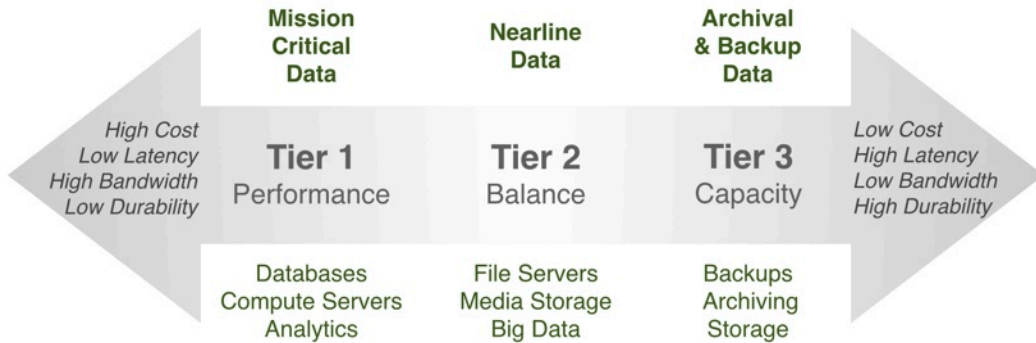 Mission
Critical
Data
Nearline
Data
Archival
& Backup
Data
High Cost
Low Latency
High Bandwidth
Low Durability
Tier 1
Performance
Tier 2
Balance
Tier 3
Capacity
Low Cost
High Latency
Low Bandwidth
High Durability
Databases
Compute Servers
Analytics
File Servers
Media Storage
Big Data
Backups
Archiving
Storage